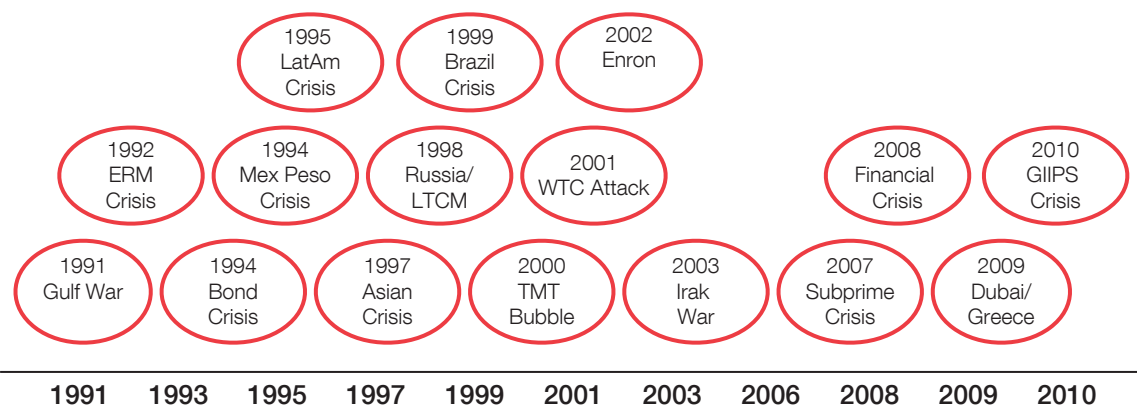 1995
LatAm
Crisis
1999
Brazil
Crisis
2002
Enron
1992
ERM
Crisis
1994
Mex Peso
Crisis
1998
Russia/
LTCM
2001
WTC Attack
2008
Financial
Crisis
2010
GIIPS
Crisis
1991
Gulf War
1994
Bond
Crisis
1997
Asian
Crisis
2000
TMT
Bubble
2003
Irak
War
2007
Subprime
Crisis
2009
Dubai/
Greece
1991 1993 1995 1997 1999 2001 2003 2006 2008 2009 2010